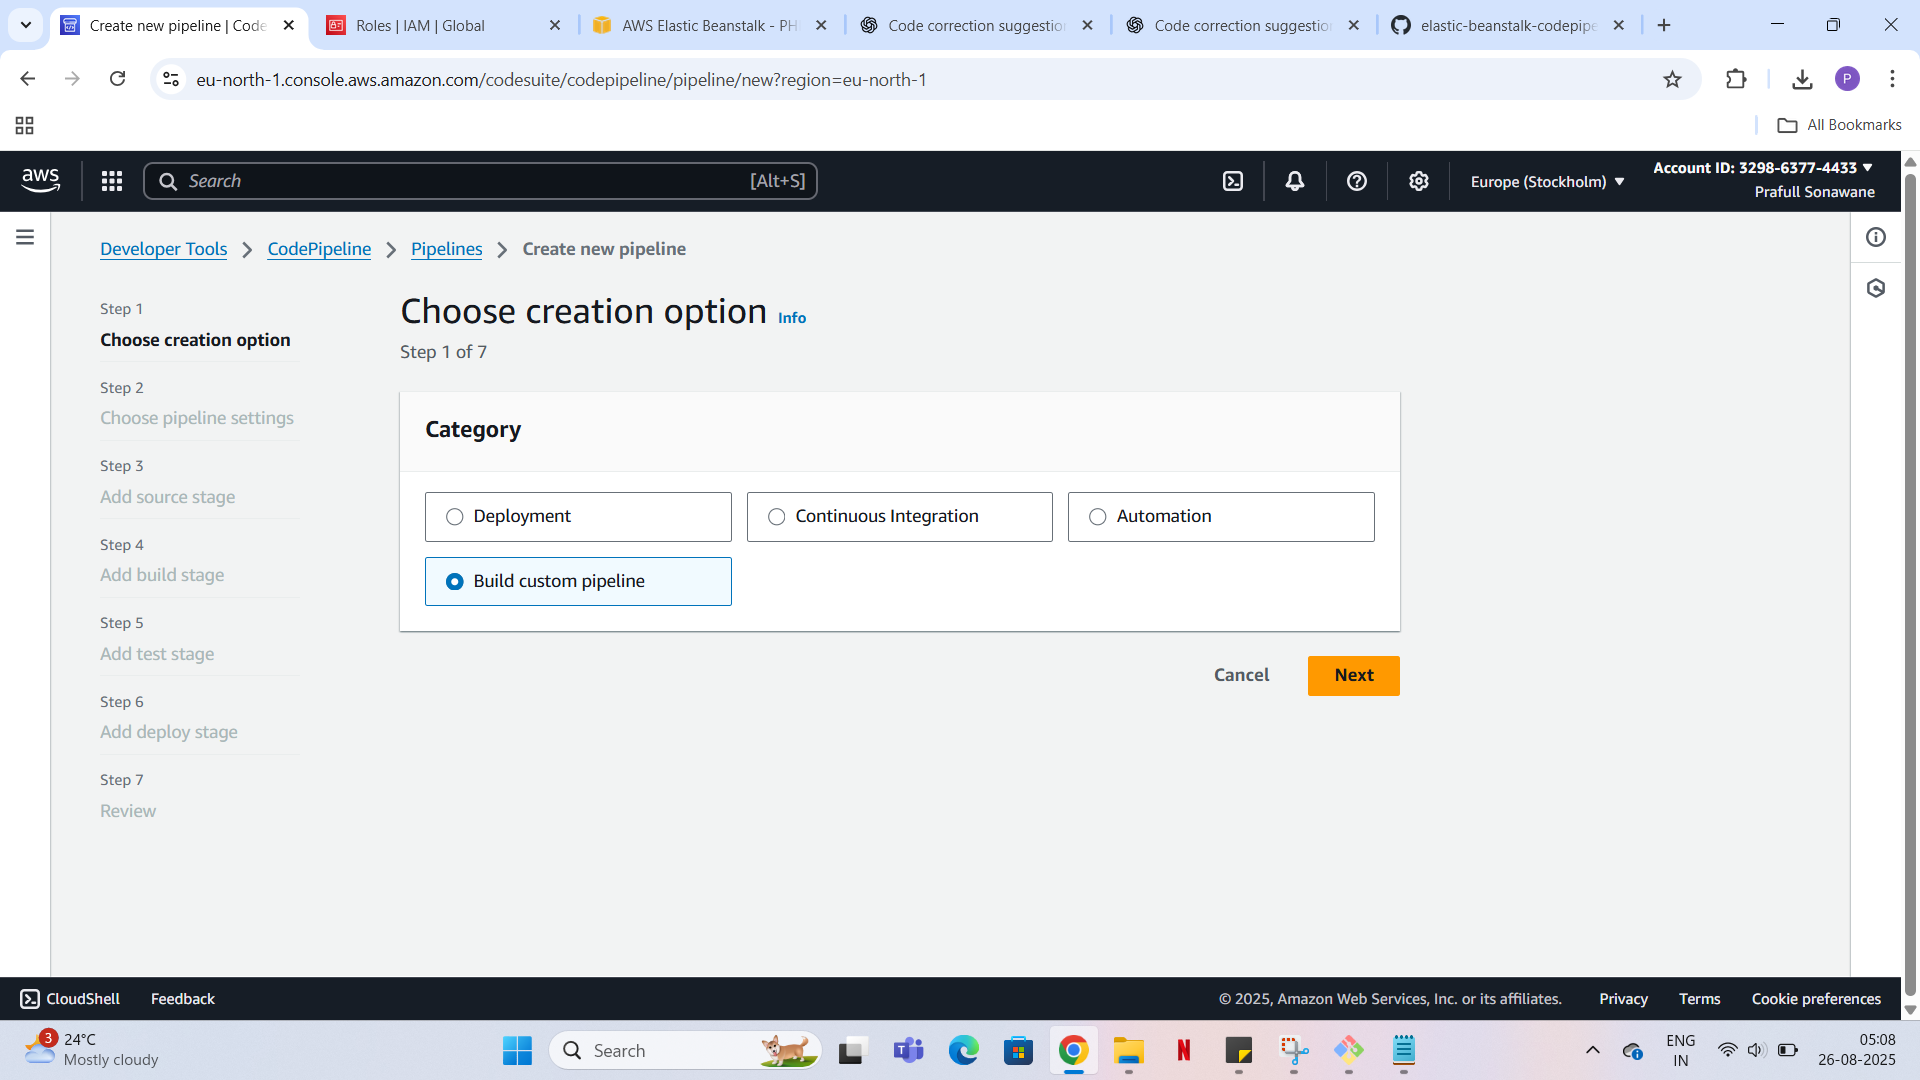 Create new pipeline | Code
Roles | IAM | Global
AWS Elastic Beanstalk - PH
Code correction suggestion
Code correction suggestion
elastic-beanstalk-codepipe
eu-north-1.console.aws.amazon.com/codesuite/codepipeline/pipeline/new?region=eu-north-1
P
All Bookmarks
aws
Search
[Alt+S]
Europe (Stockholm)
Account ID: 3298-6377-4433
Prafull Sonawane
Developer Tools
CodePipeline
Pipelines
Create new pipeline
Step 1
Choose creation option
Step 2
Choose pipeline settings
Step 3
Add source stage
Step 4
Add build stage
Step 5
Add test stage
Step 6
Add deploy stage
Step 7
Review
Choose creation option Info
Step 1 of 7
Category
Deployment
Continuous Integration
Automation
Build custom pipeline
Cancel
Next
CloudShell
Feedback
© 2025, Amazon Web Services, Inc. or its affiliates.
Privacy
Terms
Cookie preferences
3
24°C
Mostly cloudy
Search
N
ENG
IN
05:08
26-08-2025